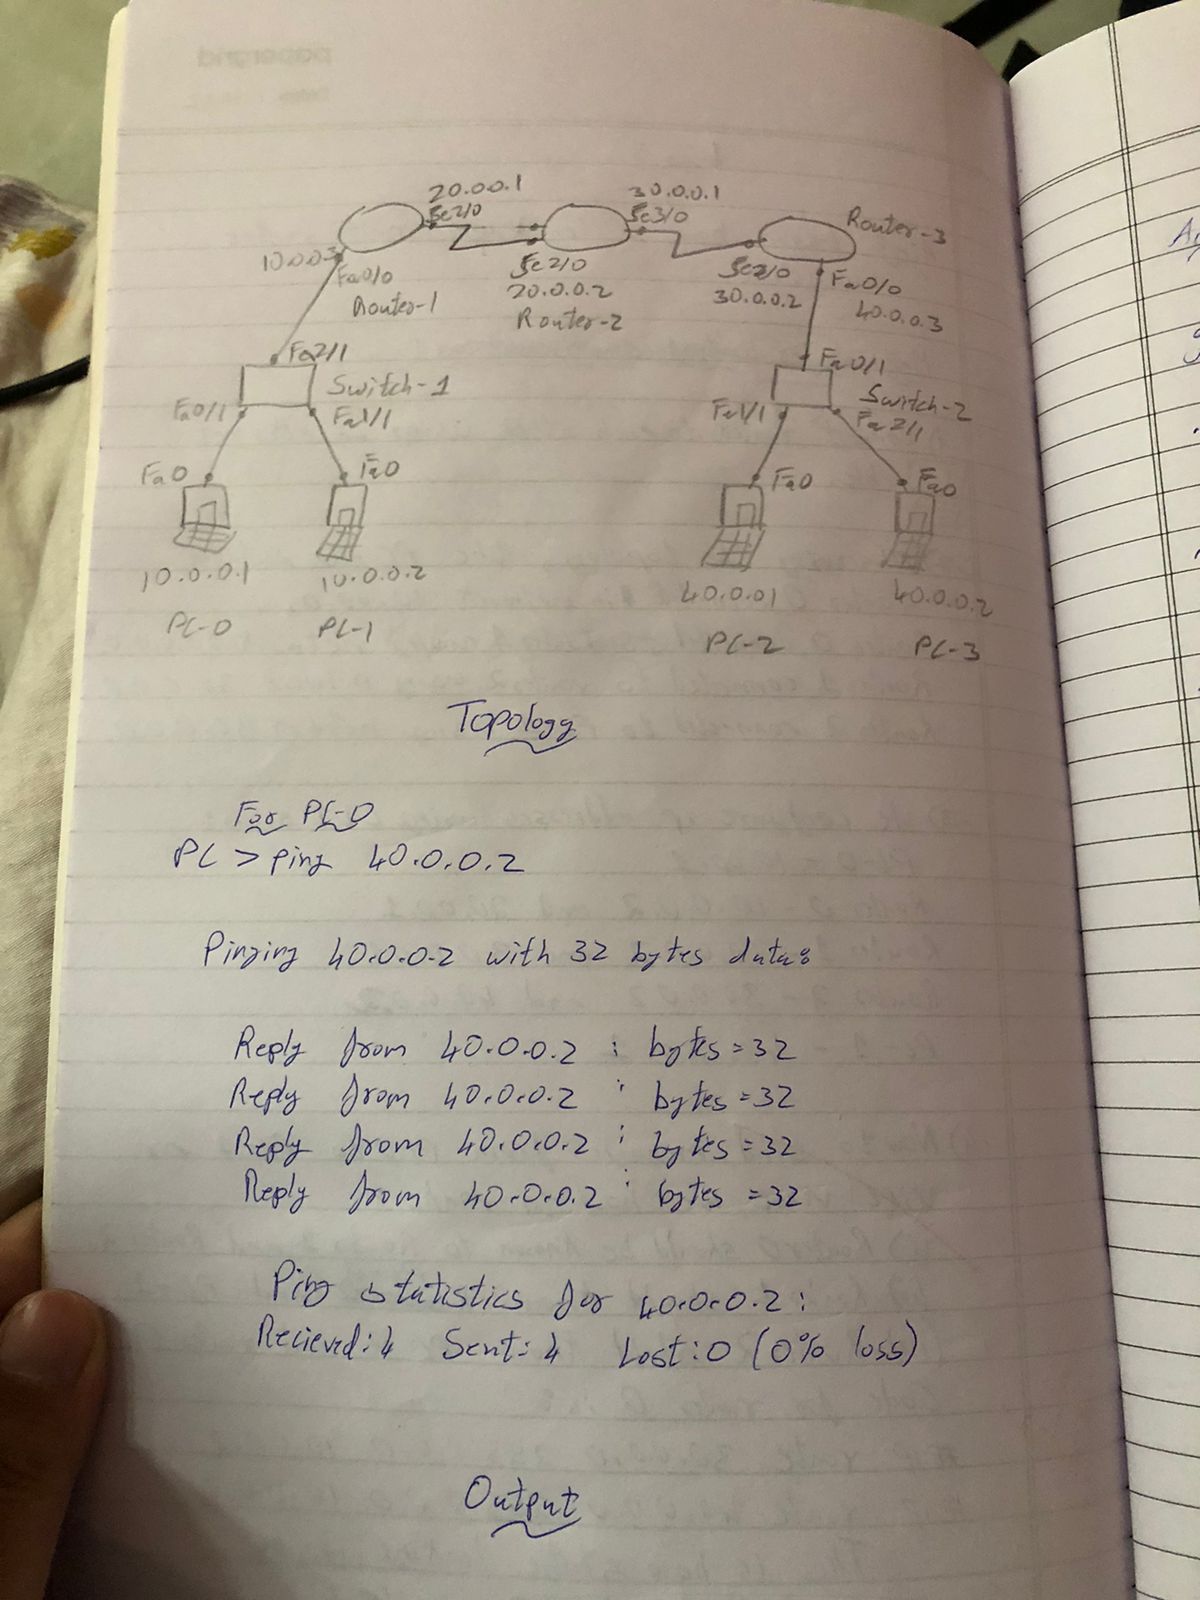 20.0.0.1 30.0.0.1
Se2/0 Se3/0 Router-3
10.0.0.3
Fa0/0 Se2/0 Se2/0 Fa0/0
Router-1 20.0.0.2 30.0.0.2 40.0.0.3
Router-2
Fa2/1 Fa0/1
Switch-1 Switch-2
Fa0/1 Fa1/1 Fa1/1 Fa2/1
Fa0 Fa0 Fa0 Fa0
10.0.0.1 10.0.0.2 40.0.01 40.0.0.2
PC-0 PC-1 PC-2 PC-3
Topology
For PC-0
PC > ping 40.0.0.2
Pinging 40.0.0.2 with 32 bytes data:
Reply from 40.0.0.2 : bytes = 32
Reply from 40.0.0.2 : bytes = 32
Reply from 40.0.0.2 : bytes = 32
Reply from 40.0.0.2 : bytes = 32
Ping statistics for 40.0.0.2 :
Recieved: 4 Sent: 4 Lost: 0 (0% loss)
Output